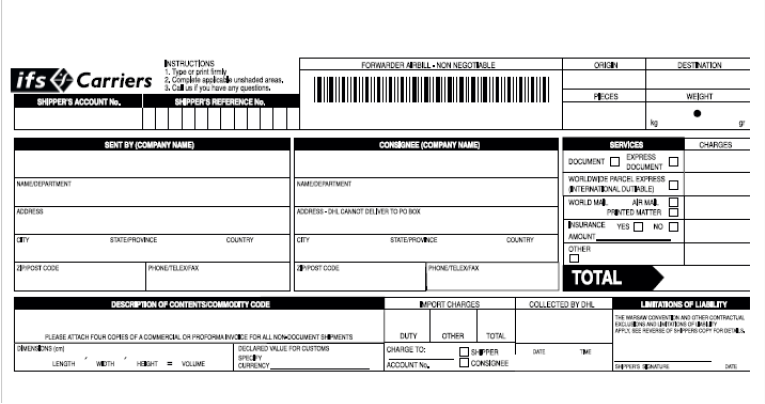 ifs Carriers
INSTRUCTIONS
1. Type or print firmly
2. Complete applicable unshaded areas.
3. Call us if you have any questions.
SHIPPER'S ACCOUNT No.
SHIPPER'S REFERENCE No.
FORWARDER AIRBILL - NON NEGOTIABLE
ORIGIN
DESTINATION
PIECES
WEIGHT
kg
gr
SENT BY (COMPANY NAME)
NAME/DEPARTMENT
ADDRESS
CITY STATE/PROVINCE COUNTRY
ZIP/POST CODE PHONE/TELEX/FAX
CONSIGNEE (COMPANY NAME)
NAME/DEPARTMENT
ADDRESS - DHL CANNOT DELIVER TO PO BOX
CITY STATE/PROVINCE COUNTRY
ZIP/POST CODE PHONE/TELEX/FAX
SERVICES
CHARGES
DOCUMENT
EXPRESS
DOCUMENT
WORLDWIDE PARCEL EXPRESS
(INTERNATIONAL DUTIABLE)
WORLD MAIL AIR MAIL
PRINTED MATTER
INSURANCE YES NO
AMOUNT
OTHER
TOTAL
DESCRIPTION OF CONTENTS/COMMODITY CODE
PLEASE ATTACH FOUR COPIES OF A COMMERCIAL OR PROFORMA INVOICE FOR ALL NON-DOCUMENT SHIPMENTS
DIMENSIONS (cm)
LENGTH ' WIDTH ' HEIGHT = VOLUME
DECLARED VALUE FOR CUSTOMS
SPECIFY
CURRENCY
IMPORT CHARGES
DUTY OTHER TOTAL
CHARGE TO: SHIPPER
ACCOUNT No. CONSIGNEE
COLLECTED BY DHL
DATE TIME
LIMITATIONS OF LIABILITY
THE WARSAW CONVENTION AND OTHER CONTRACTUAL
EXCLUSIONS AND LIMITATIONS OF LIABILITY
APPLY. SEE REVERSE OF SHIPPERS COPY FOR DETAILS.
SHIPPER'S SIGNATURE DATE